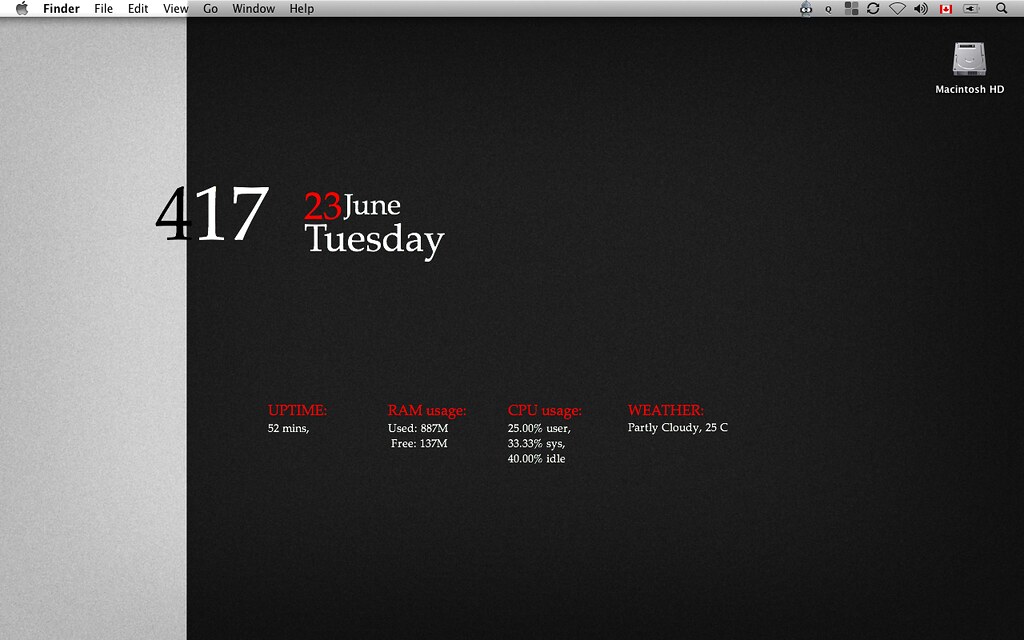 Finder File Edit View Go Window Help
Q
Macintosh HD
417
23June
Tuesday
UPTIME:
52 mins,
RAM usage:
Used: 887M
Free: 137M
CPU usage:
25.00% user,
33.33% sys,
40.00% idle
WEATHER:
Partly Cloudy, 25 C